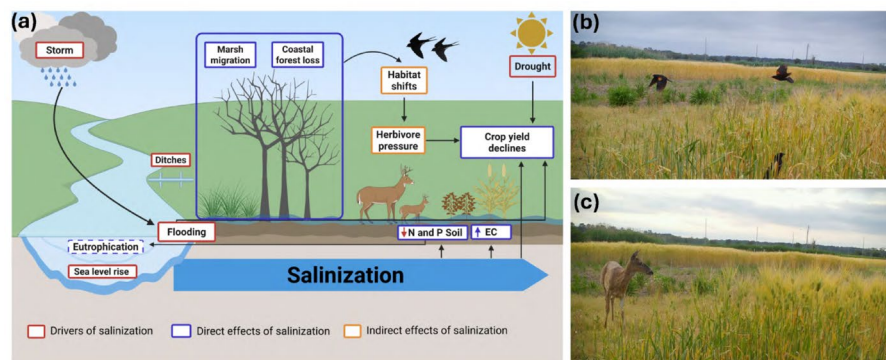 (a)
Storm
Marsh
migration
Coastal
forest loss
Habitat
shifts
Drought
Herbivore
pressure
Crop yield
declines
Ditches
Flooding
↓N and P Soil
↑ EC
Eutrophication
Sea level rise
Salinization
Drivers of salinization
Direct effects of salinization
Indirect effects of salinization
(b)
(c)